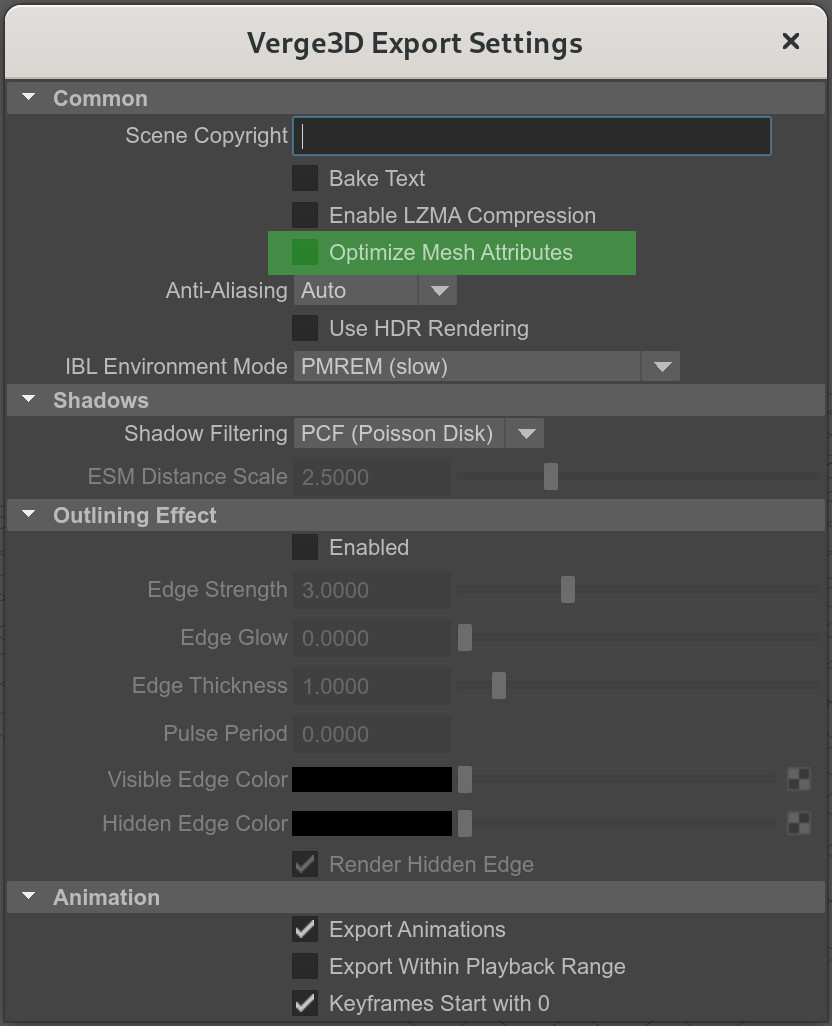 Verge3D Export Settings
Common
Scene Copyright
Bake Text
Enable LZMA Compression
Optimize Mesh Attributes
Anti-Aliasing Auto
Use HDR Rendering
IBL Environment Mode PMREM (slow)
Shadows
Shadow Filtering PCF (Poisson Disk)
ESM Distance Scale 2.5000
Outlining Effect
Enabled
Edge Strength 3.0000
Edge Glow 0.0000
Edge Thickness 1.0000
Pulse Period 0.0000
Visible Edge Color
Hidden Edge Color
Render Hidden Edge
Animation
Export Animations
Export Within Playback Range
Keyframes Start with 0